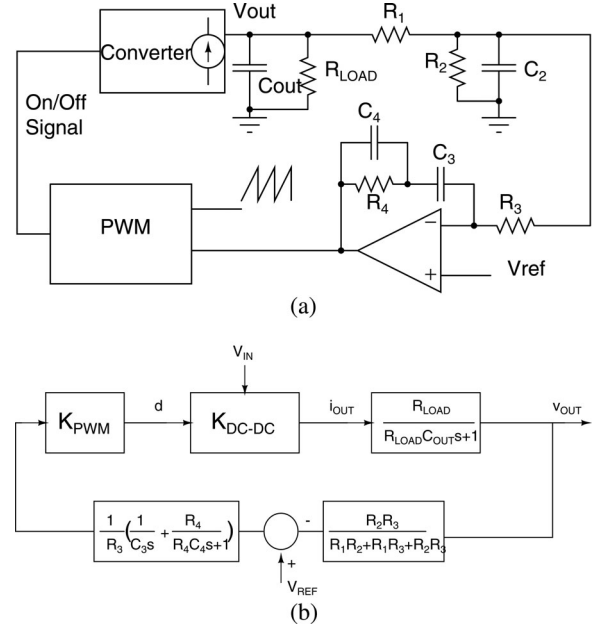 Vout
R1
Converter
Cout
RLOAD
R2
C2
On/Off
Signal
C4
C3
R4
R3
PWM
−
+
Vref
(a)
VIN
KPWM
d
KDC-DC
iOUT
RLOAD
RLOADCOUTs+1
vOUT
1
R3
(
1
C3s
+
R4
R4C4s+1
)
-
+
VREF
R2R3
R1R2+R1R3+R2R3
(b)